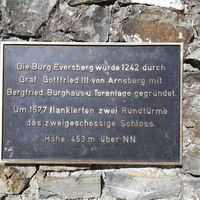 Die Burg Eversberg wurde 1242 durch
Graf Gottfried III von Arnsberg mit
Bergfried, Burghaus u. Toranlage gegründet.
Um 1577 flankierten zwei Rundtürme
das zweigeschossige Schloss.
Höhe 453 m über NN